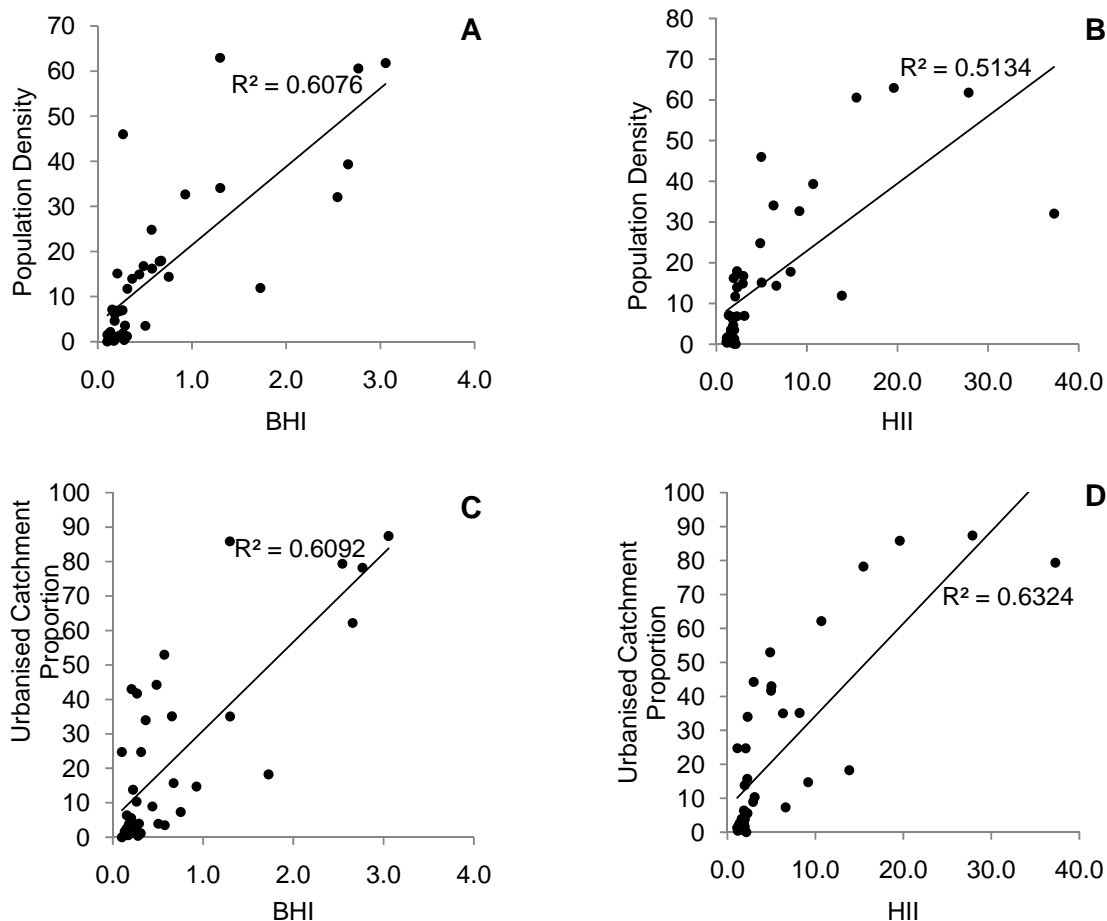 A
70
60
50
40
30
20
10
0
Population Density
R² = 0.6076
0.0 1.0 2.0 3.0 4.0
BHI
B
80
70
60
50
40
30
20
10
0
Population Density
R² = 0.5134
0.0 10.0 20.0 30.0 40.0
HII
C
100
90
80
70
60
50
40
30
20
10
0
Urbanised Catchment
Proportion
R² = 0.6092
0.0 1.0 2.0 3.0 4.0
BHI
D
100
90
80
70
60
50
40
30
20
10
0
Urbanised Catchment
Proportion
R² = 0.6324
0.0 10.0 20.0 30.0 40.0
HII